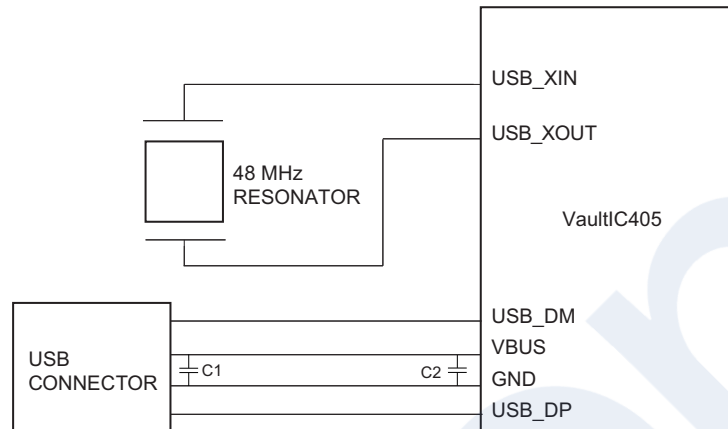 USB_XIN
USB_XOUT
48 MHz
RESONATOR
VaultIC405
USB_DM
VBUS
USB
CONNECTOR
C1
C2
GND
USB_DP